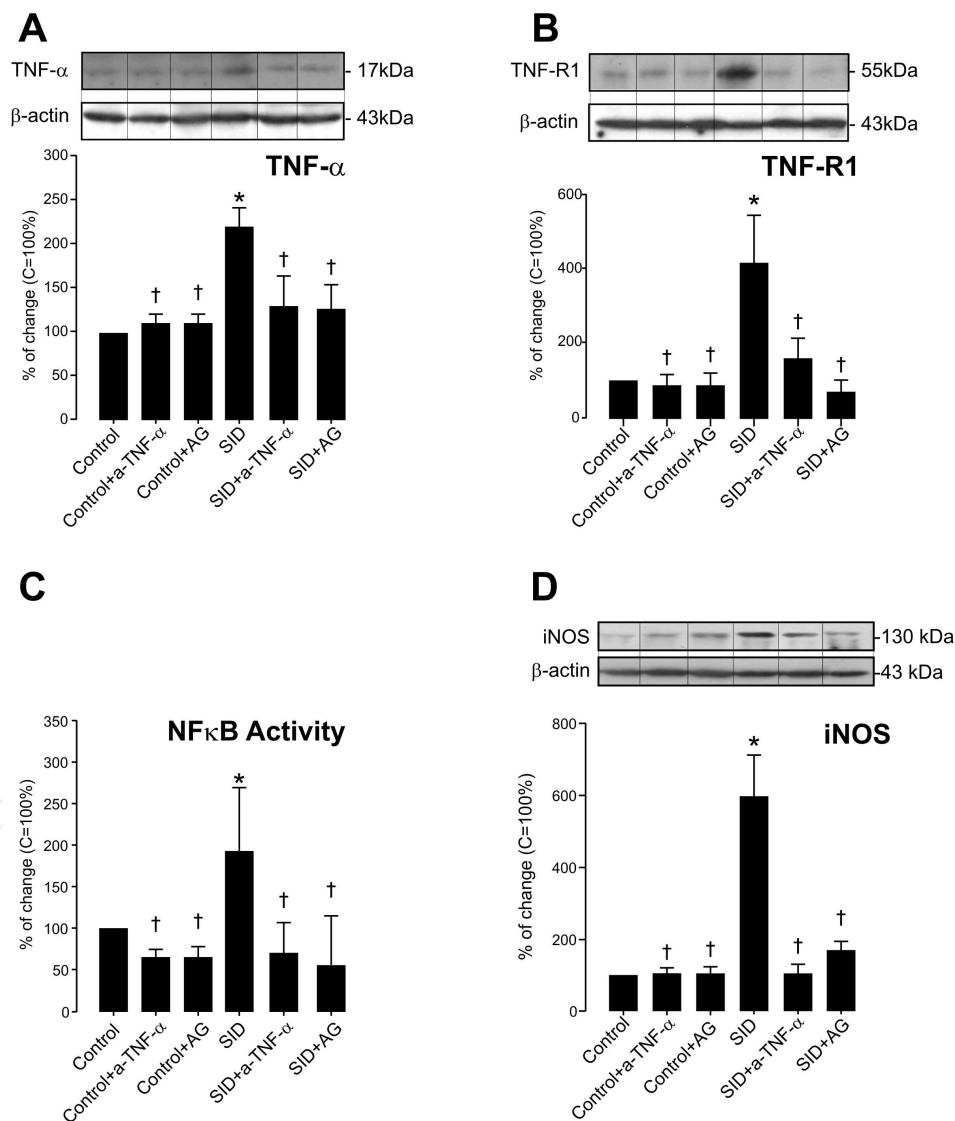 A
TNF-α
17kDa
β-actin
43kDa
TNF-α
% of change (C=100%)
300
250
200
150
100
50
0
*
†
†
†
†
Control
Control+a-TNF-α
Control+AG
SID
SID+a-TNF-α
SID+AG
B
TNF-R1
55kDa
β-actin
43kDa
TNF-R1
% of change (C=100%)
600
400
200
0
*
†
†
†
†
Control
Control+a-TNF-α
Control+AG
SID
SID+a-TNF-α
SID+AG
C
NFκB Activity
% of change (C=100%)
350
300
250
200
150
100
50
0
*
†
†
†
†
Control
Control+a-TNF-α
Control+AG
SID
SID+a-TNF-α
SID+AG
D
iNOS
130 kDa
β-actin
43 kDa
iNOS
% of change (C=100%)
800
600
400
200
0
*
†
†
†
†
Control
Control+a-TNF-α
Control+AG
SID
SID+a-TNF-α
SID+AG